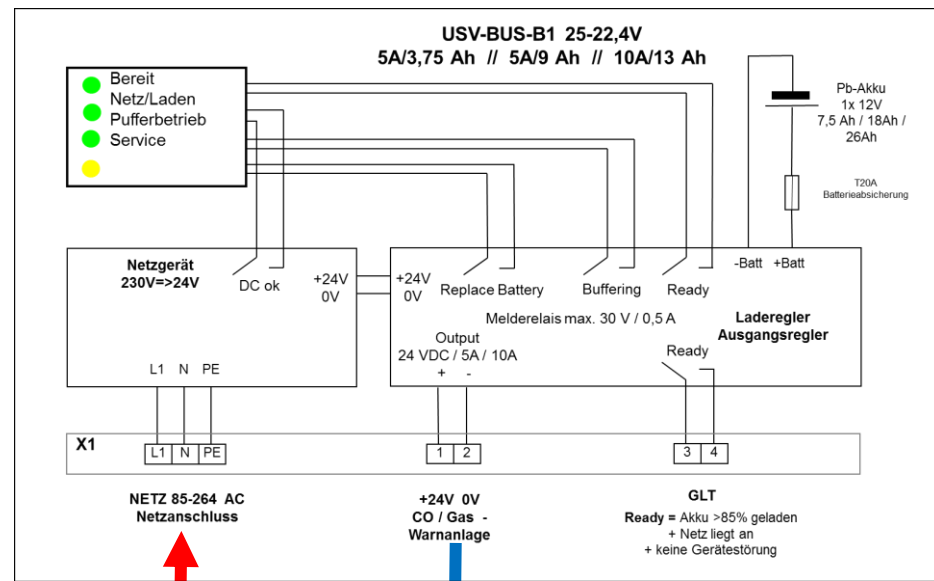 USV-BUS-B1 25-22,4V
5A/3,75 Ah // 5A/9 Ah // 10A/13 Ah
Bereit
Netz/Laden
Pufferbetrieb
Service
Pb-Akku
1x 12V
7,5 Ah / 18Ah /
26Ah
T20A
Batterieabsicherung
Netzgerät
230V=>24V
DC ok
+24V
0V
L1 N PE
+24V
0V
Replace Battery
Buffering
Ready
-Batt +Batt
Melderelais max. 30 V / 0,5 A
Laderegler
Ausgangsregler
Output
24 VDC / 5A / 10A
+ -
Ready
X1
L1 N PE
1 2
3 4
NETZ 85-264 AC
Netzanschluss
+24V 0V
CO / Gas -
Warnanlage
GLT
Ready = Akku >85% geladen
+ Netz liegt an
+ keine Gerätestörung